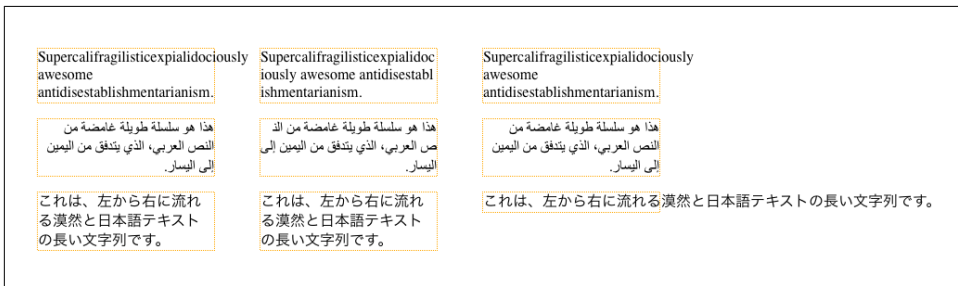 Supercalifragilisticexpialidociously
awesome
antidisestablishmentarianism.
هذا هو سلسلة طويلة غامضة من
النص العربي، الذي يتدفق من اليمين
إلى اليسار.
これは、左から右に流れ
る漠然と日本語テキスト
の長い文字列です。
Supercalifragilisticexpialidoc
iously awesome antidisestabl
ishmentarianism.
هذا هو سلسلة طويلة غامضة من الن
ص العربي، الذي يتدفق من اليمين إلى
اليسار.
これは、左から右に流れ
る漠然と日本語テキスト
の長い文字列です。
Supercalifragilisticexpialidociously
awesome
antidisestablishmentarianism.
هذا هو سلسلة طويلة غامضة من
النص العربي، الذي يتدفق من اليمين
إلى اليسار.
これは、左から右に流れる漠然と日本語テキストの長い文字列です。